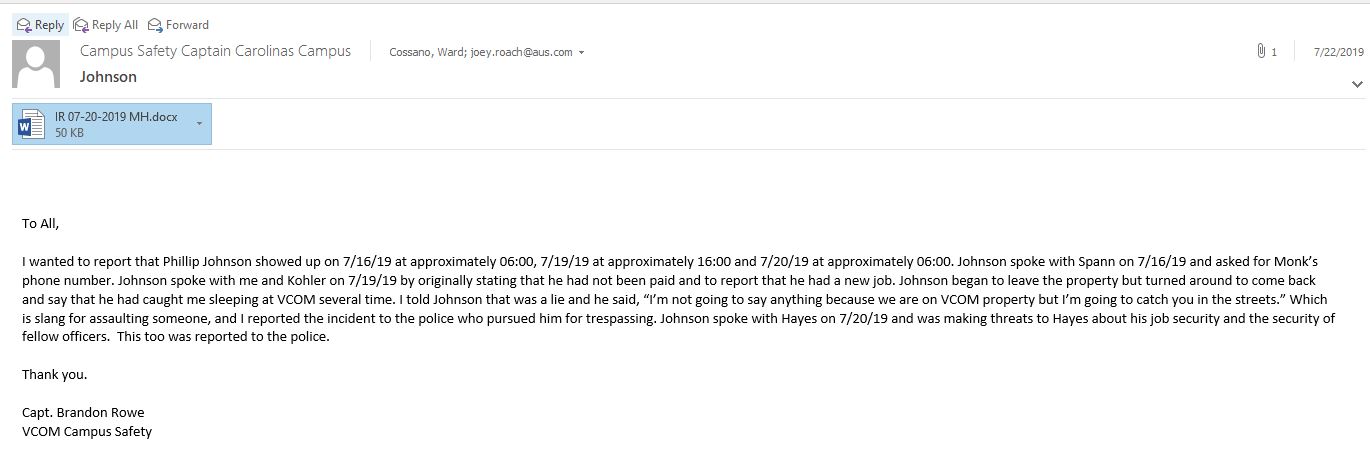 Reply Reply All Forward
Campus Safety Captain Carolinas Campus Cossano, Ward; joey.roach@aus.com 1 7/22/2019
Johnson
IR 07-20-2019 MH.docx
50 KB
To All,
I wanted to report that Phillip Johnson showed up on 7/16/19 at approximately 06:00, 7/19/19 at approximately 16:00 and 7/20/19 at approximately 06:00. Johnson spoke with Spann on 7/16/19 and asked for Monk's
phone number. Johnson spoke with me and Kohler on 7/19/19 by originally stating that he had not been paid and to report that he had a new job. Johnson began to leave the property but turned around to come back
and say that he had caught me sleeping at VCOM several time. I told Johnson that was a lie and he said, “I'm not going to say anything because we are on VCOM property but I'm going to catch you in the streets.” Which
is slang for assaulting someone, and I reported the incident to the police who pursued him for trespassing. Johnson spoke with Hayes on 7/20/19 and was making threats to Hayes about his job security and the security of
fellow officers.  This too was reported to the police.
Thank you.
Capt. Brandon Rowe
VCOM Campus Safety